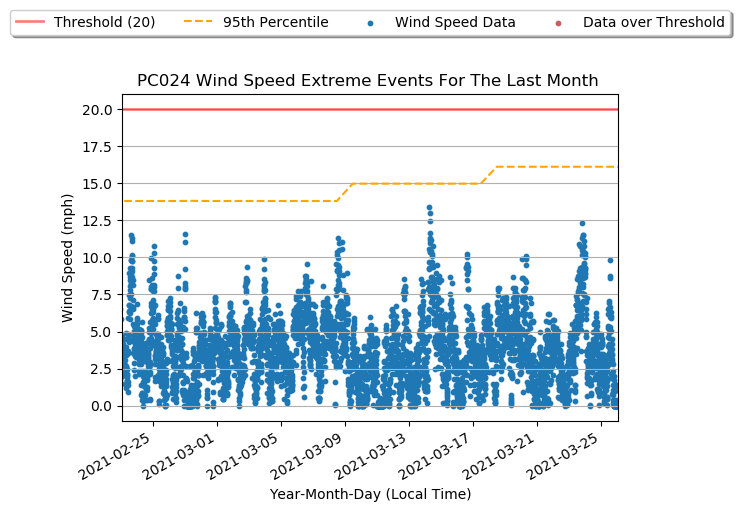 Threshold (20) 95th Percentile Wind Speed Data Data over Threshold
PC024 Wind Speed Extreme Events For The Last Month
20.0
17.5
15.0
12.5
10.0
7.5
5.0
2.5
0.0
Wind Speed (mph)
2021-02-25 2021-03-01 2021-03-05 2021-03-09 2021-03-13 2021-03-17 2021-03-21 2021-03-25
Year-Month-Day (Local Time)